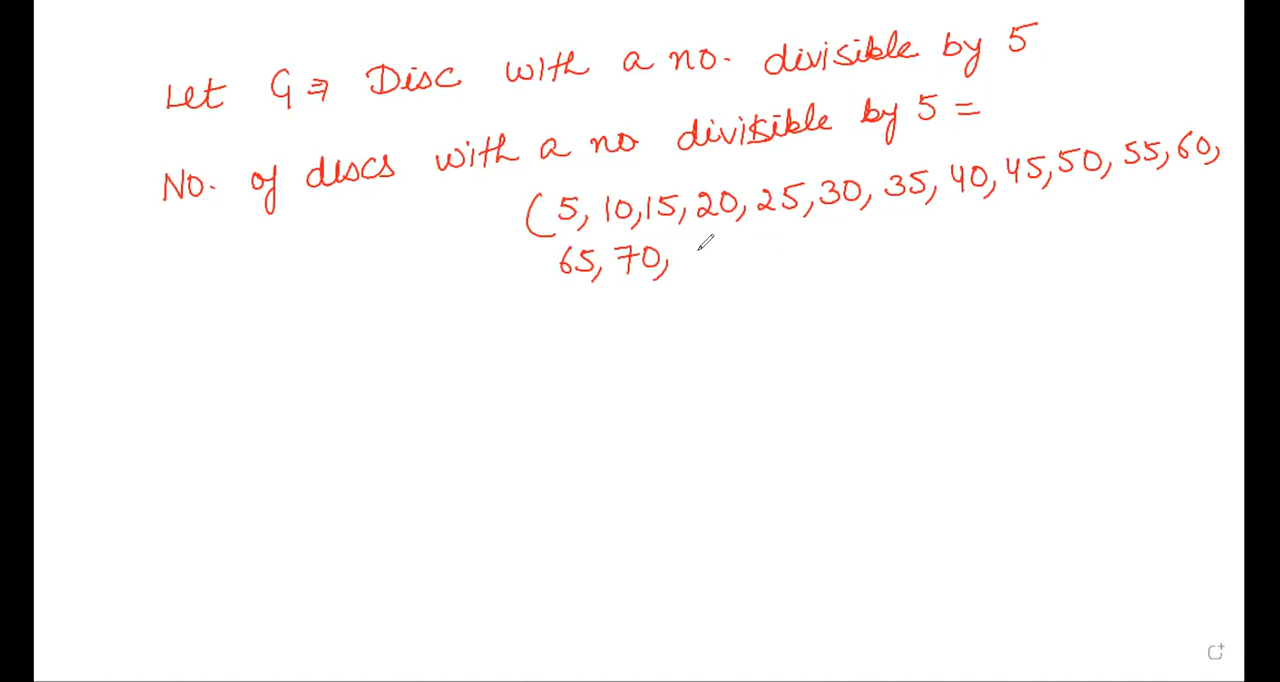 Let G ⇒ Disc with a no. divisible by 5
No. of discs with a no divisible by 5 =
(5, 10, 15, 20, 25, 30, 35, 40, 45, 50, 55, 60,
65, 70,